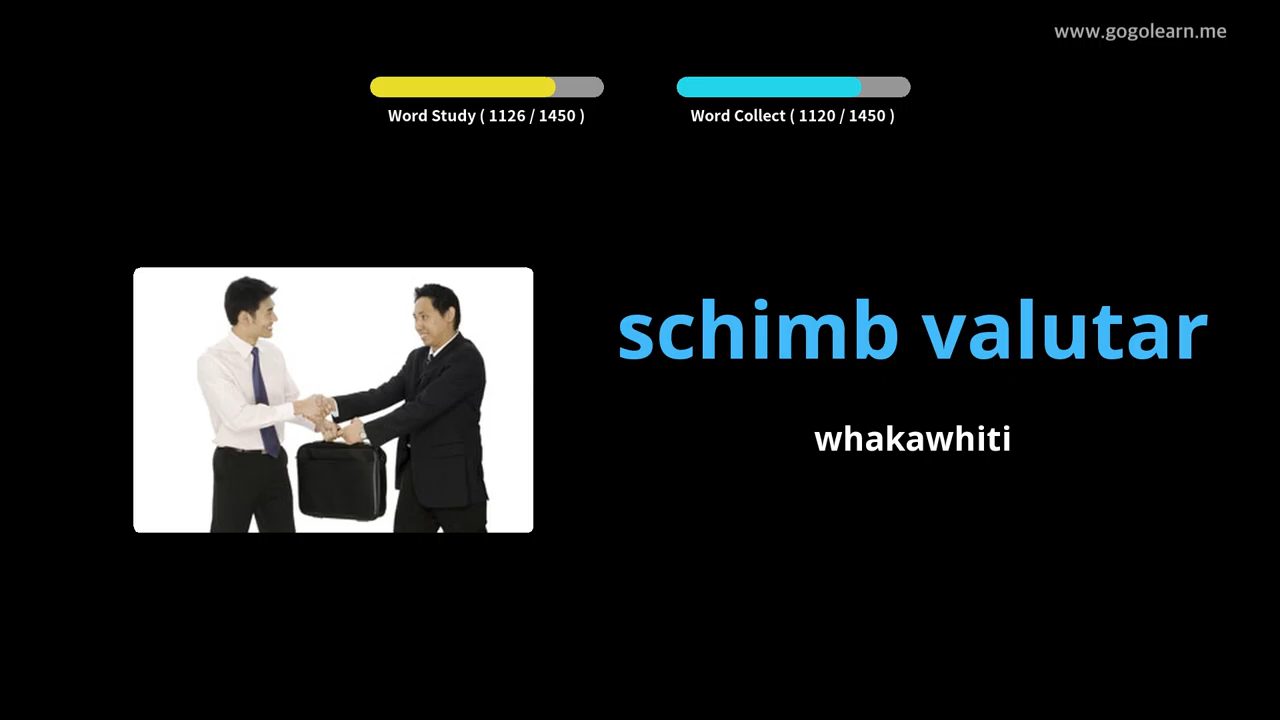 www.gogolearn.me
Word Study ( 1126 / 1450 )
Word Collect ( 1120 / 1450 )
schimb valutar
whakawhiti